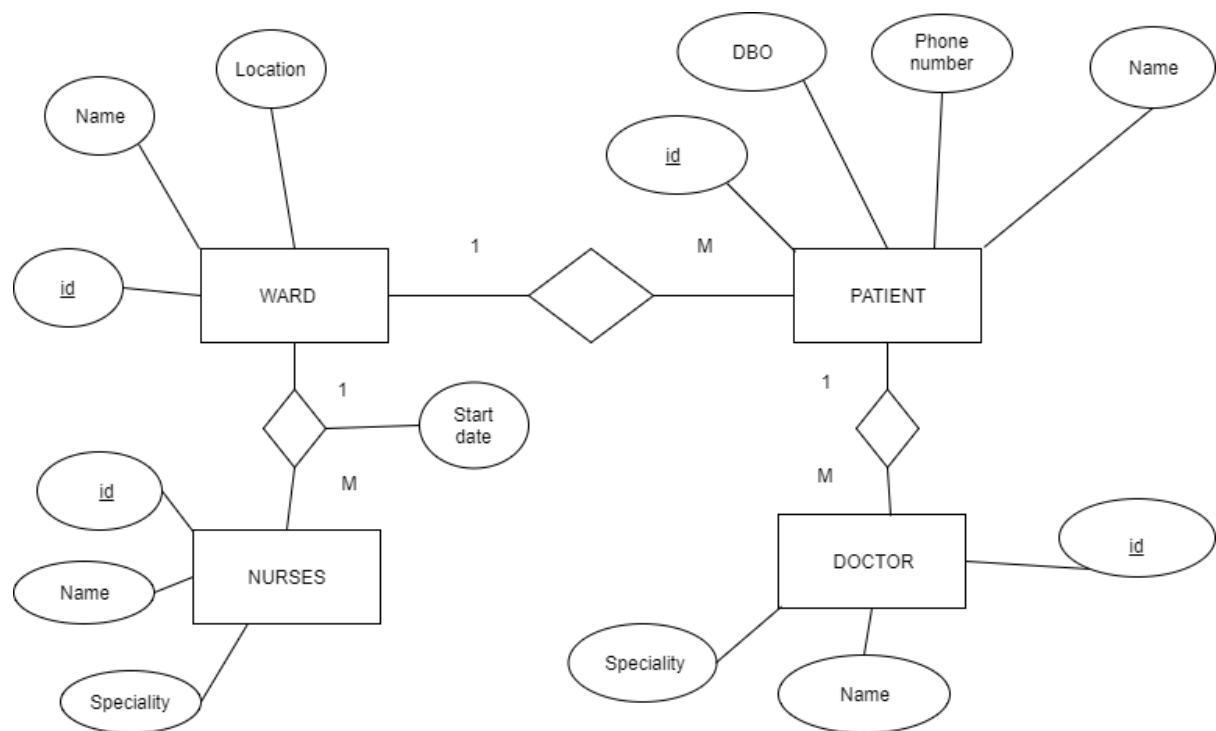 DBO
Phone
number
Location
Name
Name
id
1
M
id
WARD
PATIENT
1
1
Start
date
M
M
id
id
NURSES
DOCTOR
Name
Speciality
Name
Speciality